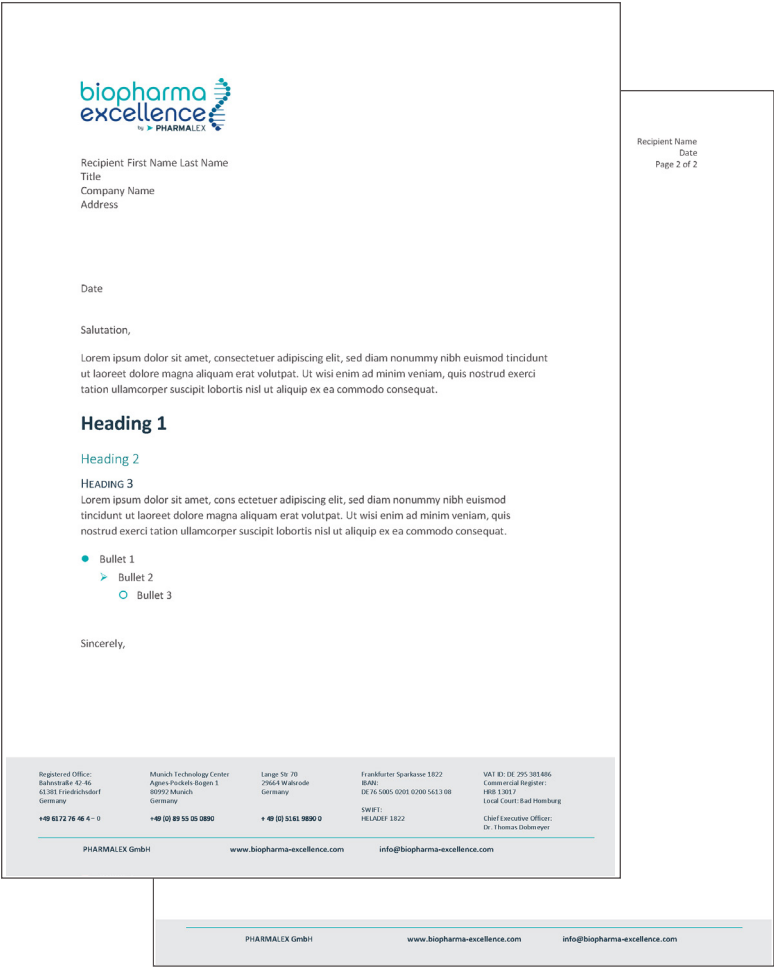 biopharma
excellence
by PHARMALEX
Recipient First Name Last Name
Title
Company Name
Address
Date
Salutation,
Lorem ipsum dolor sit amet, consectetuer adipiscing elit, sed diam nonummy nibh euismod tincidunt
ut laoreet dolore magna aliquam erat volutpat. Ut wisi enim ad minim veniam, quis nostrud exerci
tation ullamcorper suscipit lobortis nisl ut aliquip ex ea commodo consequat.
Heading 1
Heading 2
HEADING 3
Lorem ipsum dolor sit amet, cons ectetuer adipiscing elit, sed diam nonummy nibh euismod
tincidunt ut laoreet dolore magna aliquam erat volutpat. Ut wisi enim ad minim veniam, quis
nostrud exerci tation ullamcorper suscipit lobortis nisl ut aliquip ex ea commodo consequat.
Bullet 1
Bullet 2
Bullet 3
Sincerely,
Registered Office:
Bahnstraße 42-46
61381 Friedrichsdorf
Germany
+49 6172 76 46 4 – 0
Munich Technology Center
Agnes-Pockels-Bogen 1
80992 Munich
Germany
+49 (0) 89 55 05 0890
Lange Str 70
29664 Walsrode
Germany
+ 49 (0) 5161 9890 0
Frankfurter Sparkasse 1822
IBAN:
DE76 5005 0201 0200 5613 08
SWIFT:
HELADEF 1822
VAT ID: DE 295 381486
Commercial Register:
HRB 13017
Local Court: Bad Homburg
Chief Executive Officer:
Dr. Thomas Dobmeyer
PHARMALEX GmbH www.biopharma-excellence.com info@biopharma-excellence.com
Recipient Name
Date
Page 2 of 2
PHARMALEX GmbH www.biopharma-excellence.com info@biopharma-excellence.com